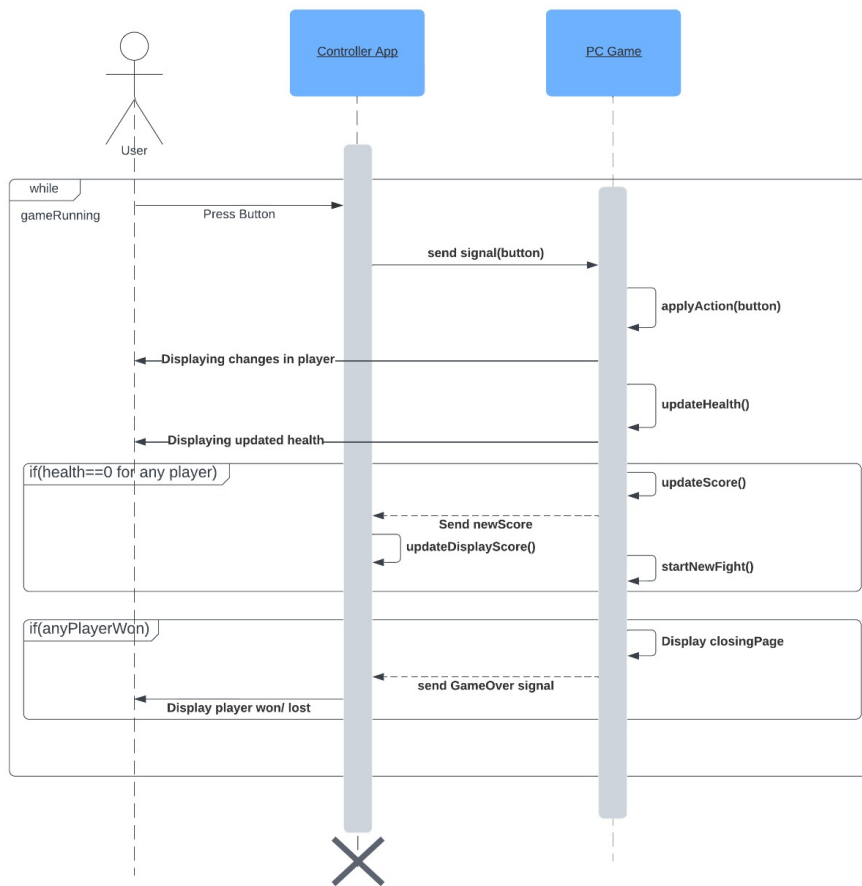 Controller App
PC Game
User
while
gameRunning
Press Button
send signal(button)
applyAction(button)
Displaying changes in player
updateHealth()
Displaying updated health
if(health==0 for any player)
updateScore()
Send newScore
updateDisplayScore()
startNewFight()
if(anyPlayerWon)
Display closingPage
send GameOver signal
Display player won/ lost